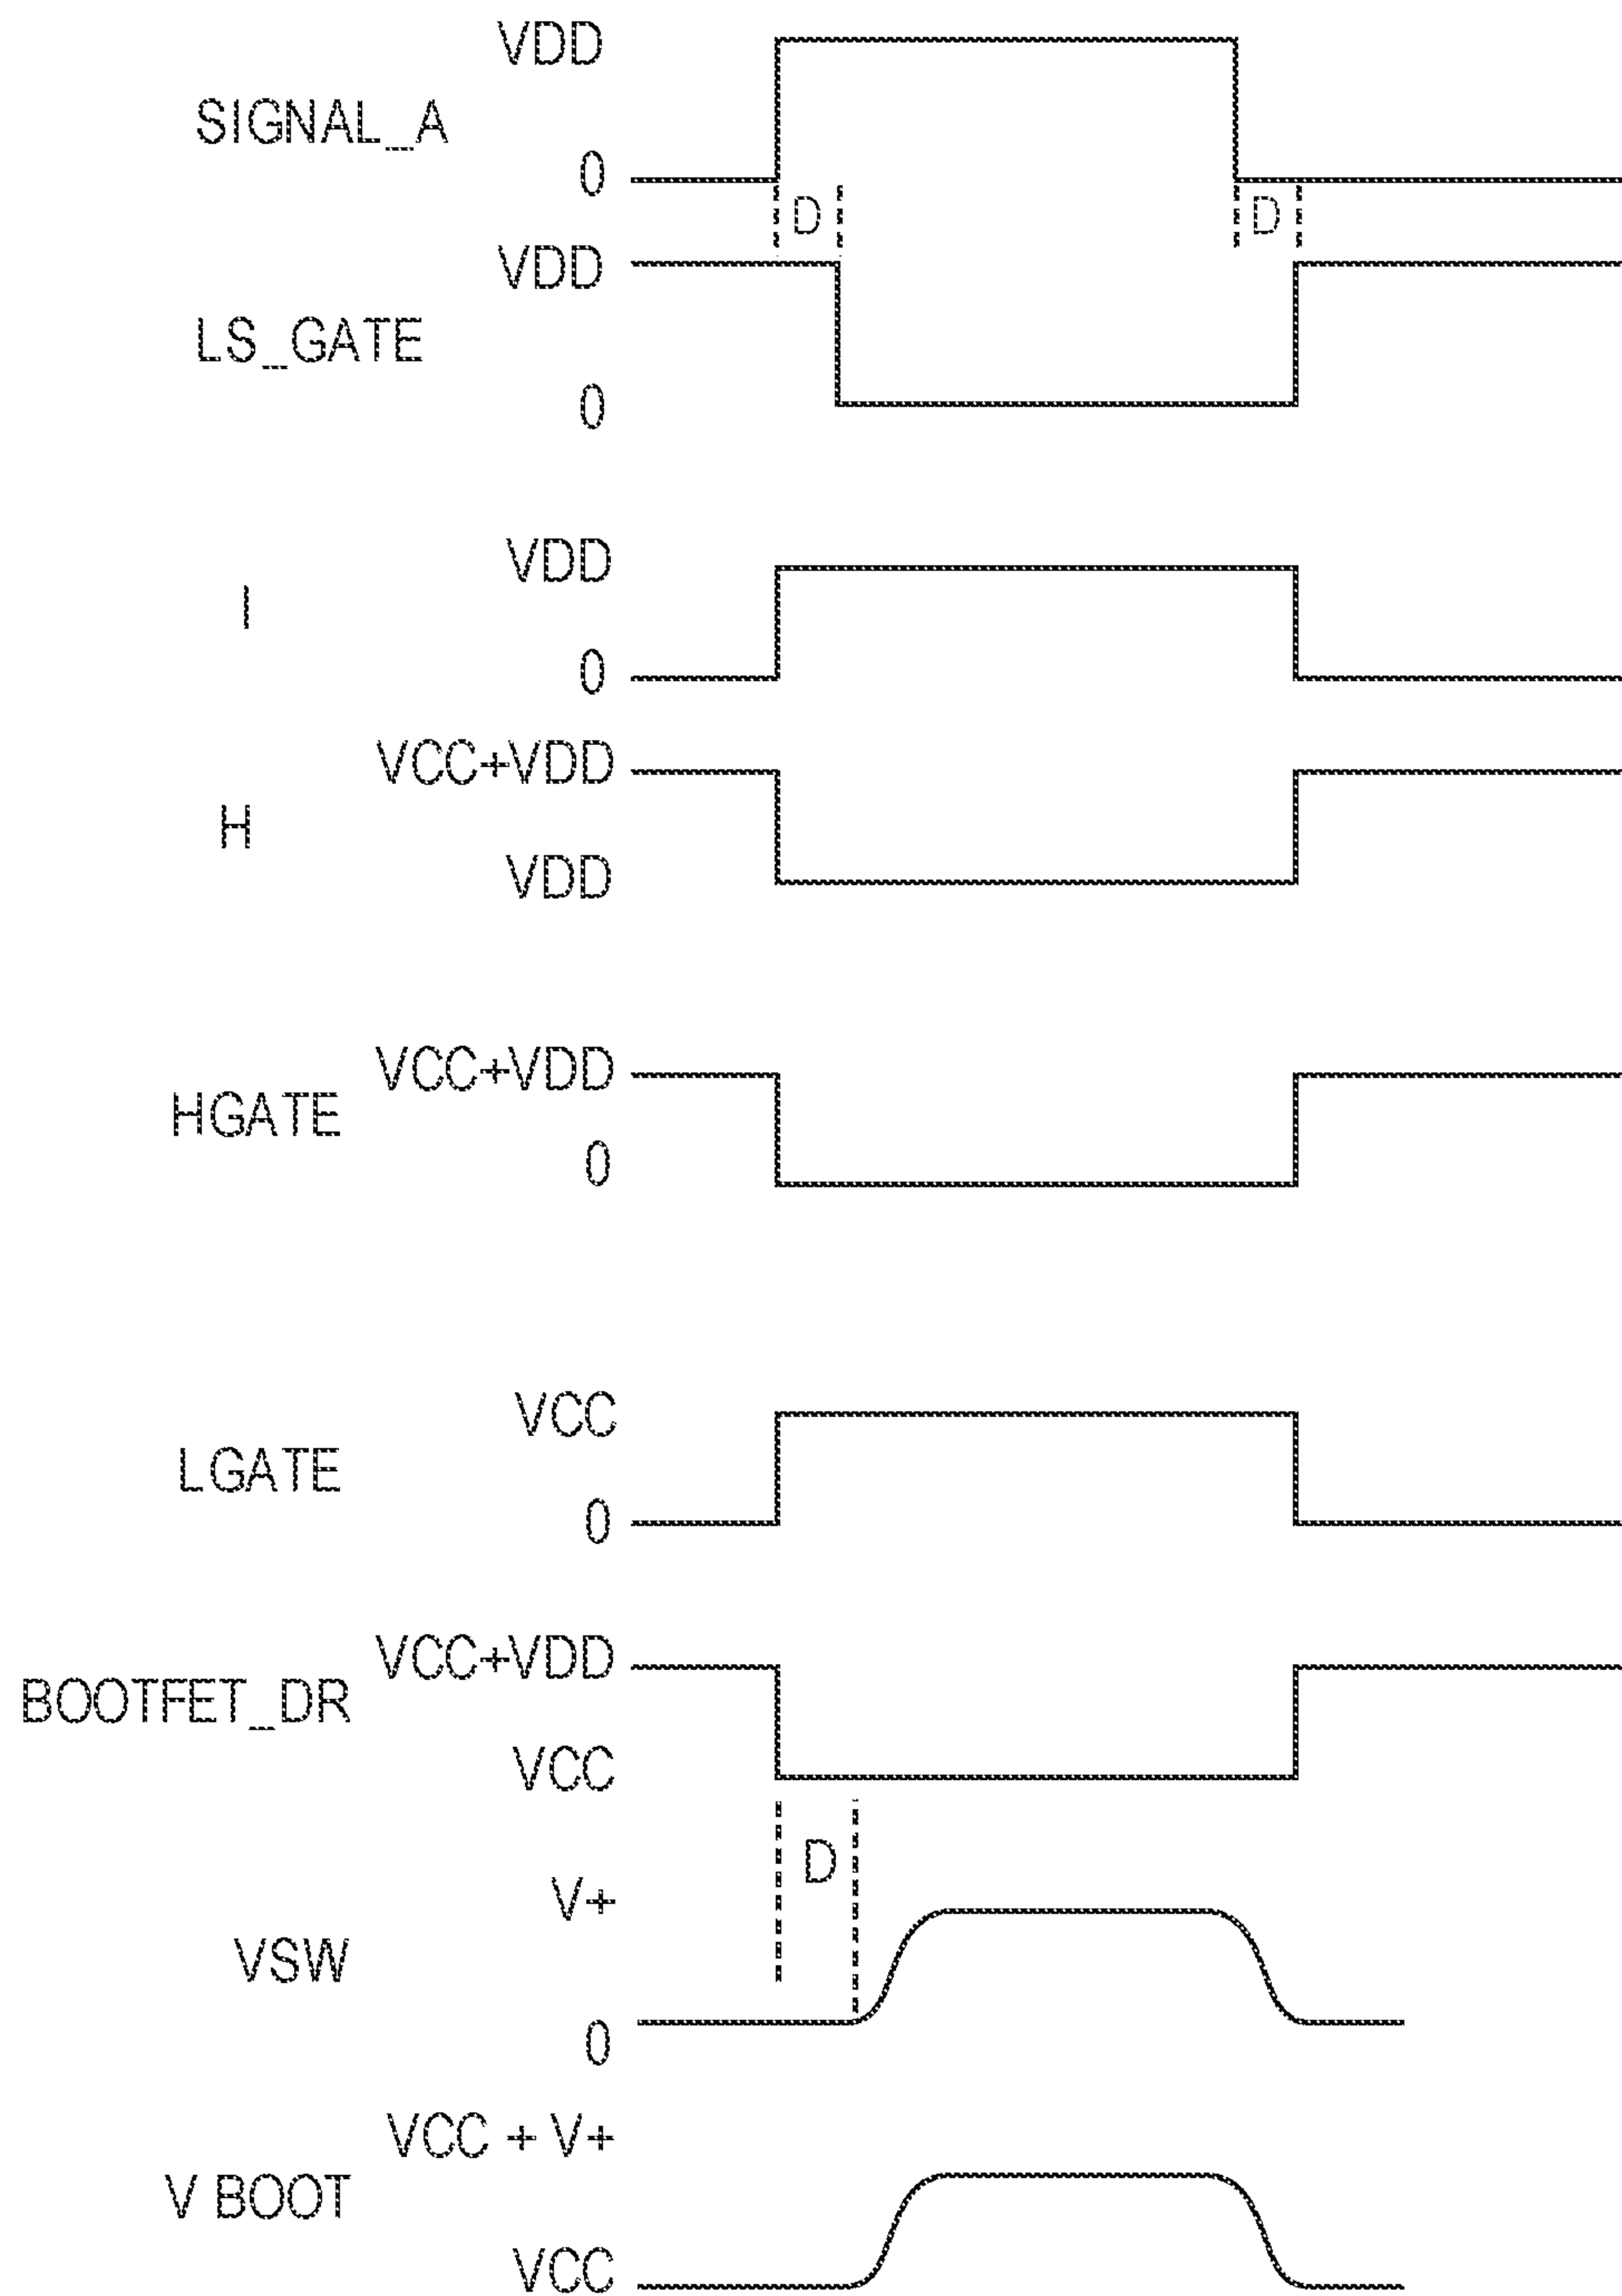 VDD
SIGNAL_A
0
D
D
VDD
LS_GATE
0
VDD
I
0
VCC+VDD
H
VDD
VCC+VDD
HGATE
0
VCC
LGATE
0
VCC+VDD
BOOTFET_DR
VCC
D
V+
VSW
0
VCC + V+
V BOOT
VCC